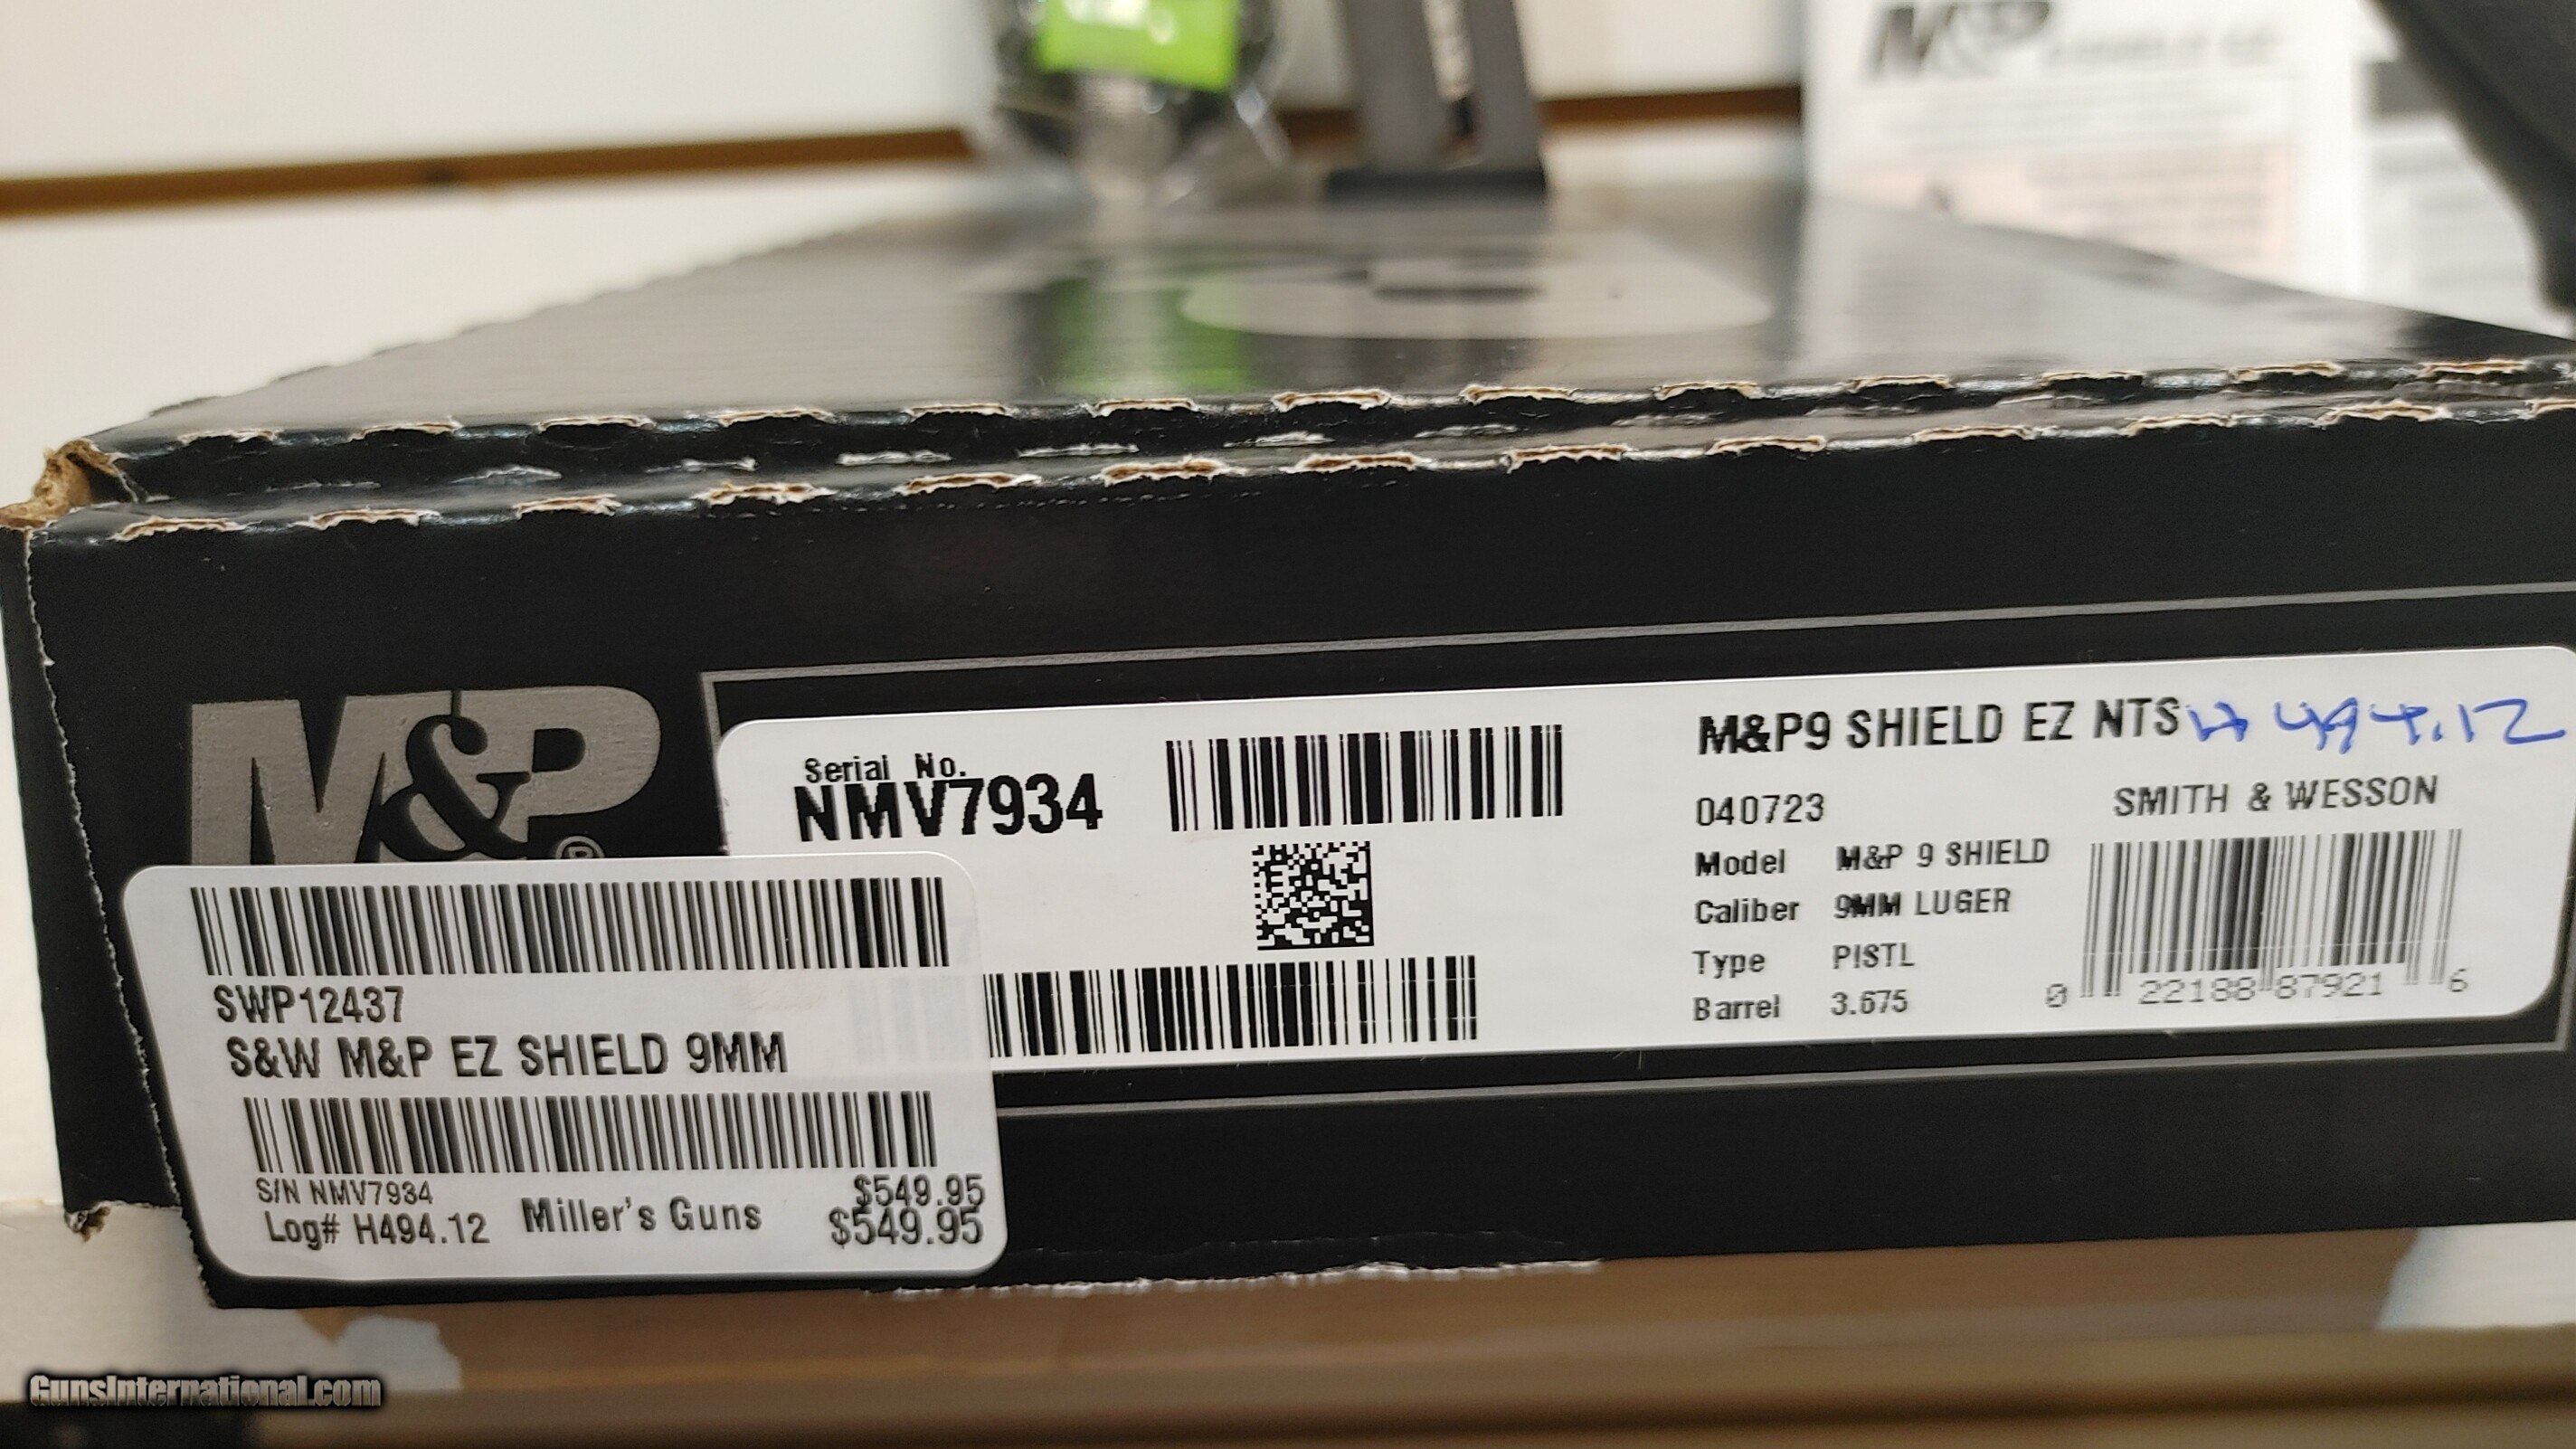 M&P
M&P®
Serial No.
NMV7934
M&P9 SHIELD EZ NTS H494.12
040723
SMITH & WESSON
Model M&P 9 SHIELD
Caliber 9MM LUGER
Type PISTL
Barrel 3.675
0 22188 87921 6
SWP12437
S&W M&P EZ SHIELD 9MM
S/N NMV7934
$549.95
Log# H494.12 Miller's Guns $549.95
GunsInternational.com